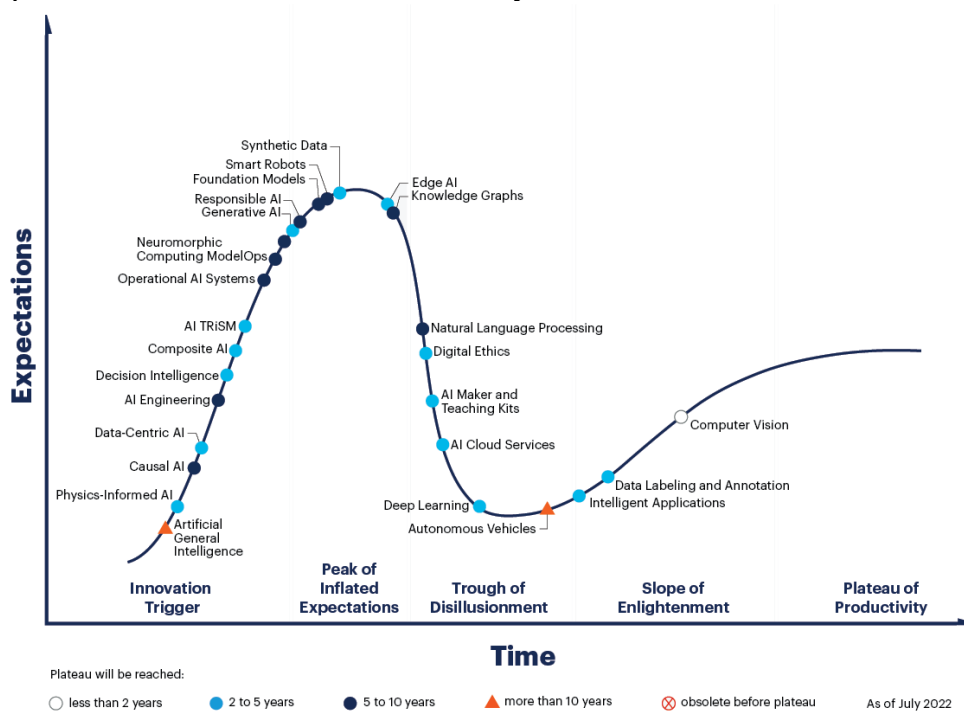 Synthetic Data
Smart Robots
Foundation Models
Edge AI
Knowledge Graphs
Responsible AI
Generative AI
Neuromorphic
Computing ModelOps
Operational AI Systems
AI TRiSM
Natural Language Processing
Composite AI
Digital Ethics
Decision Intelligence
AI Engineering
AI Maker and
Teaching Kits
Data-Centric AI
AI Cloud Services
Causal AI
Computer Vision
Physics-Informed AI
Data Labeling and Annotation
Deep Learning
Intelligent Applications
Autonomous Vehicles
Artificial
General
Intelligence
Expectations
Innovation
Trigger
Peak of
Inflated
Expectations
Trough of
Disillusionment
Slope of
Enlightenment
Plateau of
Productivity
Time
Plateau will be reached:
less than 2 years
2 to 5 years
5 to 10 years
more than 10 years
obsolete before plateau
As of July 2022